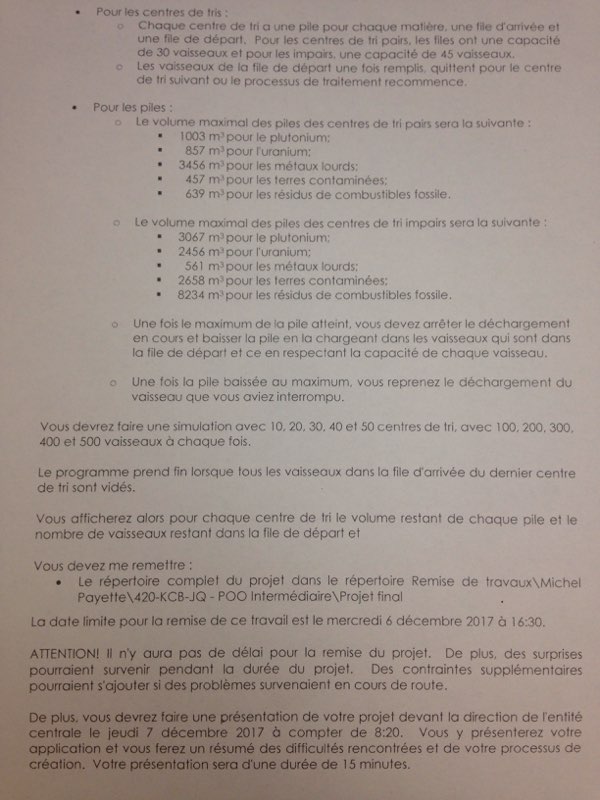 • Pour les centres de tris :
o Chaque centre de tri a une pile pour chaque matière, une file d'arrivée et
une file de départ. Pour les centres de tri pairs, les files ont une capacité
de 30 vaisseaux et pour les impairs, une capacité de 45 vaisseaux.
o Les vaisseaux de la file de départ une fois remplis, quittent pour le centre
de tri suivant ou le processus de traitement recommence.
• Pour les piles :
o Le volume maximal des piles des centres de tri pairs sera la suivante :
▪ 1003 m³ pour le plutonium;
▪ 857 m³ pour l'uranium;
▪ 3456 m³ pour les métaux lourds;
▪ 457 m³ pour les terres contaminées;
▪ 639 m³ pour les résidus de combustibles fossile.
o Le volume maximal des piles des centres de tri impairs sera la suivante :
▪ 3067 m³ pour le plutonium;
▪ 2456 m³ pour l'uranium;
▪ 561 m³ pour les métaux lourds;
▪ 2658 m³ pour les terres contaminées;
▪ 8234 m³ pour les résidus de combustibles fossile.
o Une fois le maximum de la pile atteint, vous devez arrêter le déchargement
en cours et baisser la pile en la chargeant dans les vaisseaux qui sont dans
la file de départ et ce en respectant la capacité de chaque vaisseau.
o Une fois la pile baissée au maximum, vous reprenez le déchargement du
vaisseau que vous aviez interrompu.
Vous devrez faire une simulation avec 10, 20, 30, 40 et 50 centres de tri, avec 100, 200, 300,
400 et 500 vaisseaux à chaque fois.
Le programme prend fin lorsque tous les vaisseaux dans la file d'arrivée du dernier centre
de tri sont vidés.
Vous afficherez alors pour chaque centre de tri le volume restant de chaque pile et le
nombre de vaisseaux restant dans la file de départ et
Vous devez me remettre :
• Le répertoire complet du projet dans le répertoire Remise de travaux\Michel
Payette\420-KCB-JQ - POO Intermédiaire\Projet final
La date limite pour la remise de ce travail est le mercredi 6 décembre 2017 à 16:30.
ATTENTION! Il n'y aura pas de délai pour la remise du projet. De plus, des surprises
pourraient survenir pendant la durée du projet. Des contraintes supplémentaires
pourraient s'ajouter si des problèmes survenaient en cours de route.
De plus, vous devrez faire une présentation de votre projet devant la direction de l'entité
centrale le jeudi 7 décembre 2017 à compter de 8:20. Vous y présenterez votre
application et vous ferez un résumé des difficultés rencontrées et de votre processus de
création. Votre présentation sera d'une durée de 15 minutes.